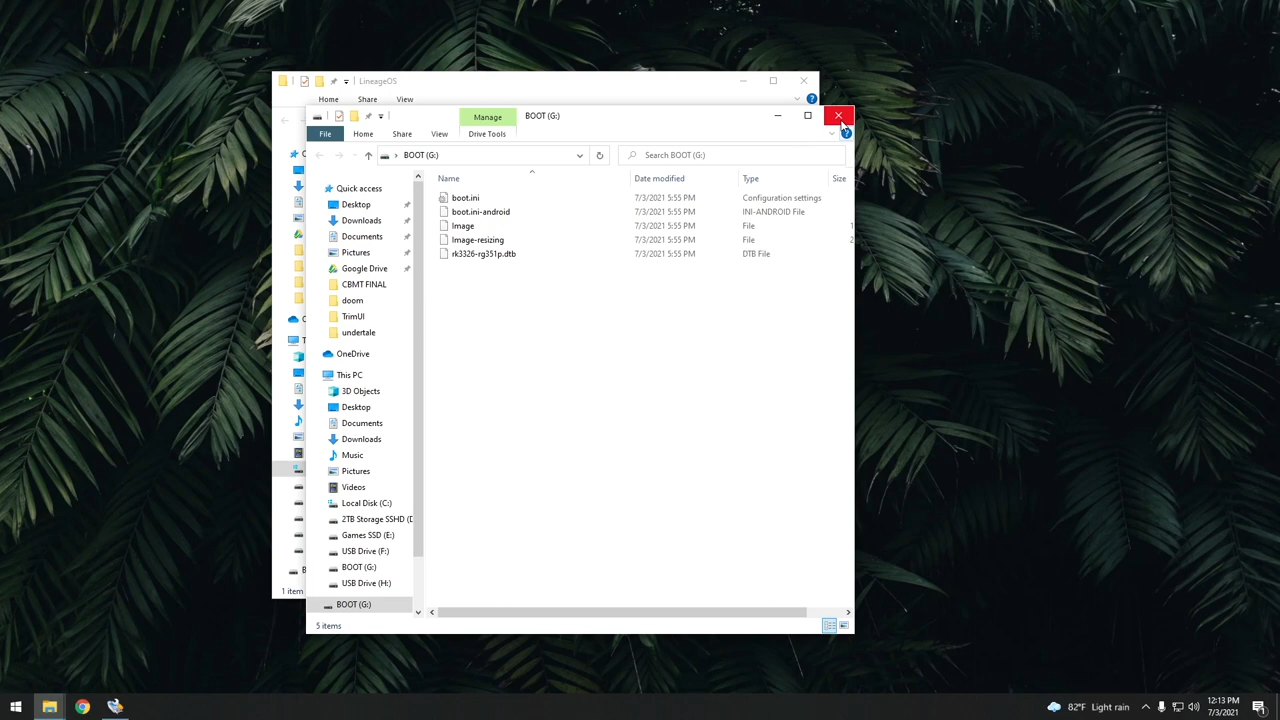 LineageOS
Home Share View
Manage BOOT (G:)
File Home Share View Drive Tools
BOOT (G:) Search BOOT (G:)
Name Date modified Type Size
boot.ini 7/3/2021 5:55 PM Configuration settings
boot.ini-android 7/3/2021 5:55 PM INI-ANDROID File
Image 7/3/2021 5:55 PM File 1
Image-resizing 7/3/2021 5:55 PM File 2
rk3326-rg351p.dtb 7/3/2021 5:55 PM DTB File
Quick access
Desktop
Downloads
Documents
Pictures
Google Drive
CBMT FINAL
doom
TrimUI
undertale
OneDrive
This PC
3D Objects
Desktop
Documents
Downloads
Music
Pictures
Videos
Local Disk (C:)
2TB Storage SSHD (D
Games SSD (E:)
USB Drive (F:)
BOOT (G:)
USB Drive (H:)
BOOT (G:)
1 item
5 items
82°F Light rain
12:13 PM
7/3/2021
1